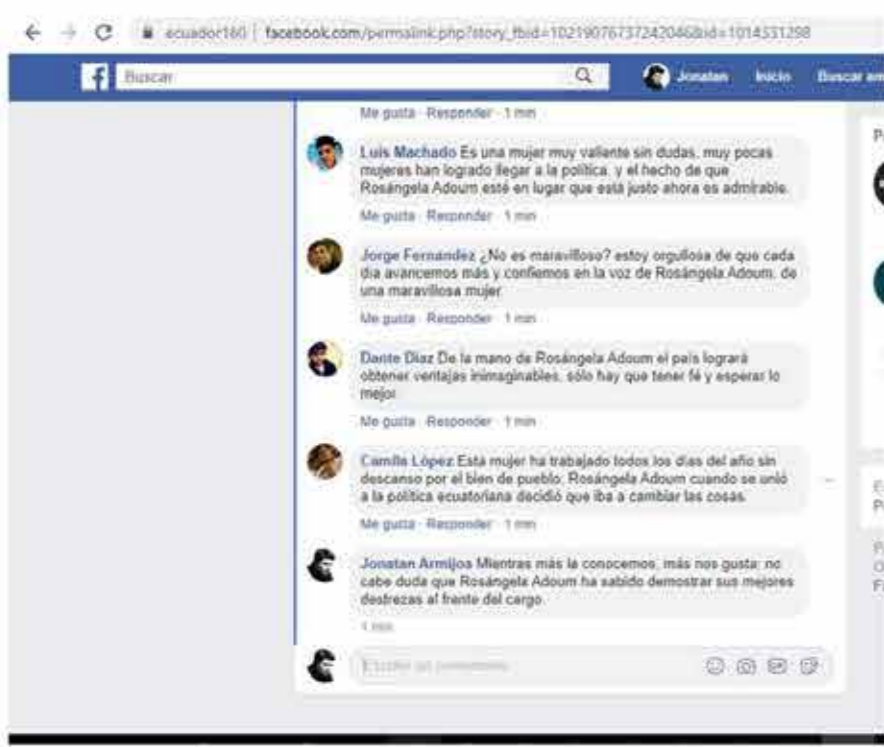 ecuador160 | facebook.com/permalink.php?story_fbid=10219076737242046&id=1014331298
f Buscar Jonatan Inicio Buscar am
Me gusta · Responder · 1 min
Luis Machado Es una mujer muy valiente sin dudas, muy pocas
mujeres han logrado llegar a la política, y el hecho de que
Rosángela Adoum esté en lugar que está justo ahora es admirable.
Me gusta · Responder · 1 min
Jorge Fernández ¿No es maravilloso? estoy orgullosa de que cada
día avancemos más y confiemos en la voz de Rosángela Adoum, de
una maravillosa mujer
Me gusta · Responder · 1 min
Dante Díaz De la mano de Rosángela Adoum el país logrará
obtener ventajas inimaginables, sólo hay que tener fé y esperar lo
mejor
Me gusta · Responder · 1 min
Camila López Esta mujer ha trabajado todos los días del año sin
descanso por el bien de pueblo, Rosángela Adoum cuando se unió
a la política ecuatoriana decidió que iba a cambiar las cosas.
Me gusta · Responder · 1 min
Jonatan Armijos Mientras más la conocemos, más nos gusta; no
cabe duda que Rosángela Adoum ha sabido demostrar sus mejores
destrezas al frente del cargo.
1 min
Escribe un comentario
GIF